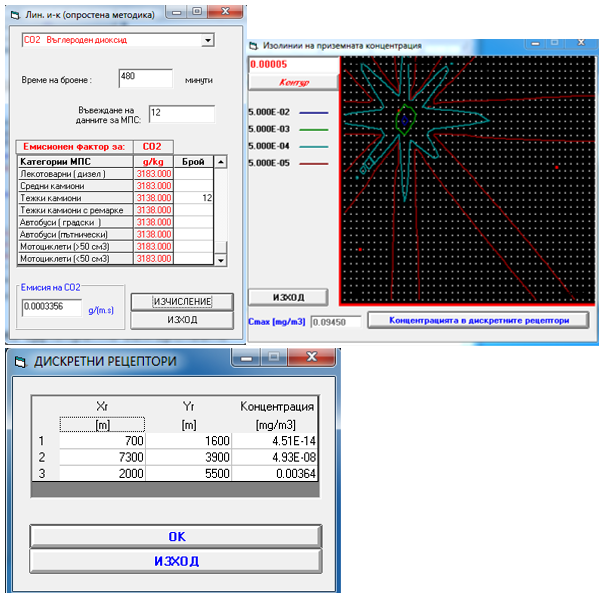 Лин. и-к (опростена методика)
CO2 Въглероден диоксид
Време на броене :
480
минути
Въвеждане на
данните за МПС:
12
Емисионен фактор за:
CO2
Категории МПС
g/kg
Брой
Лекотоварни ( дизел )
3183.000
Средни камиони
3183.000
Тежки камиони
3138.000
12
Тежки камиони с ремарке
3138.000
Автобуси ( градски )
3138.000
Автобуси (пътнически)
3138.000
Мотоциклети (>50 cm3)
3183.000
Мотоциклети (<50 cm3)
3183.000
Емисия на CO2
0.0003356
g/(m.s)
ИЗЧИСЛЕНИЕ
ИЗХОД
Изолинии на приземната концентрация
0.00005
Контур
5.000E-02
5.000E-03
5.000E-04
5.000E-05
ИЗХОД
Cmax [mg/m3]
0.09450
Концентрацията в дискретните рецептори
ДИСКРЕТНИ РЕЦЕПТОРИ
Xr
Yr
Концентрация
[m]
[m]
[mg/m3]
1
700
1600
4.51E-14
2
7300
3900
4.93E-08
3
2000
5500
0.00364
OK
ИЗХОД